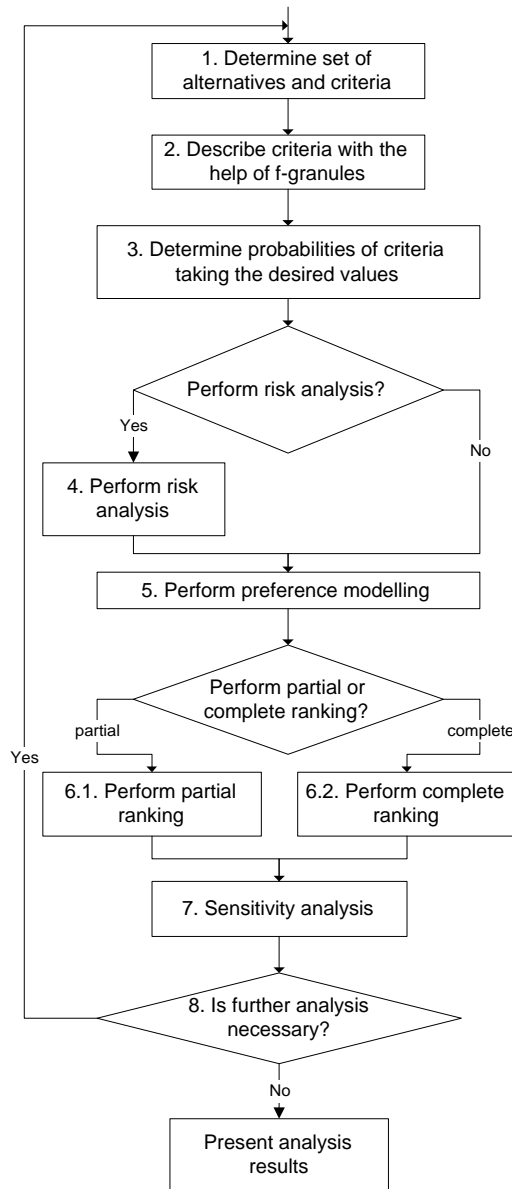 1. Determine set of
alternatives and criteria
2. Describe criteria with the
help of f-granules
3. Determine probabilities of criteria
taking the desired values
Perform risk analysis?
Yes
No
4. Perform risk
analysis
5. Perform preference modelling
Perform partial or
complete ranking?
partial
complete
Yes
6.1. Perform partial
ranking
6.2. Perform complete
ranking
7. Sensitivity analysis
8. Is further analysis
necessary?
No
Present analysis
results